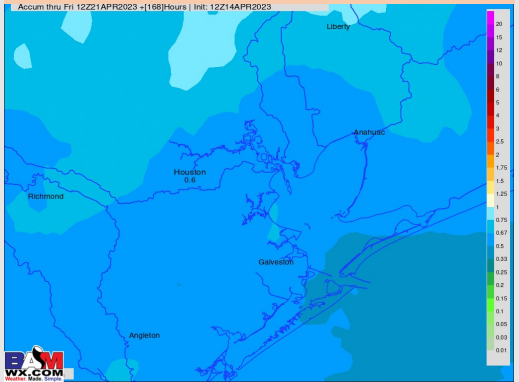 Accum thru Fri 12Z21APR2023 +[168]Hours | Init: 12Z14APR2023
Liberty
Anahuac
Houston
0.6
Richmond
Galveston
Angleton
20
15
12
10
8
6
5
4
3
2.5
2
1.75
1.5
1.25
1
0.75
0.67
0.5
0.33
0.25
0.2
0.15
0.1
0.05
0.03
0.01
BAM
WX.COM
Weather. Made. Simple.